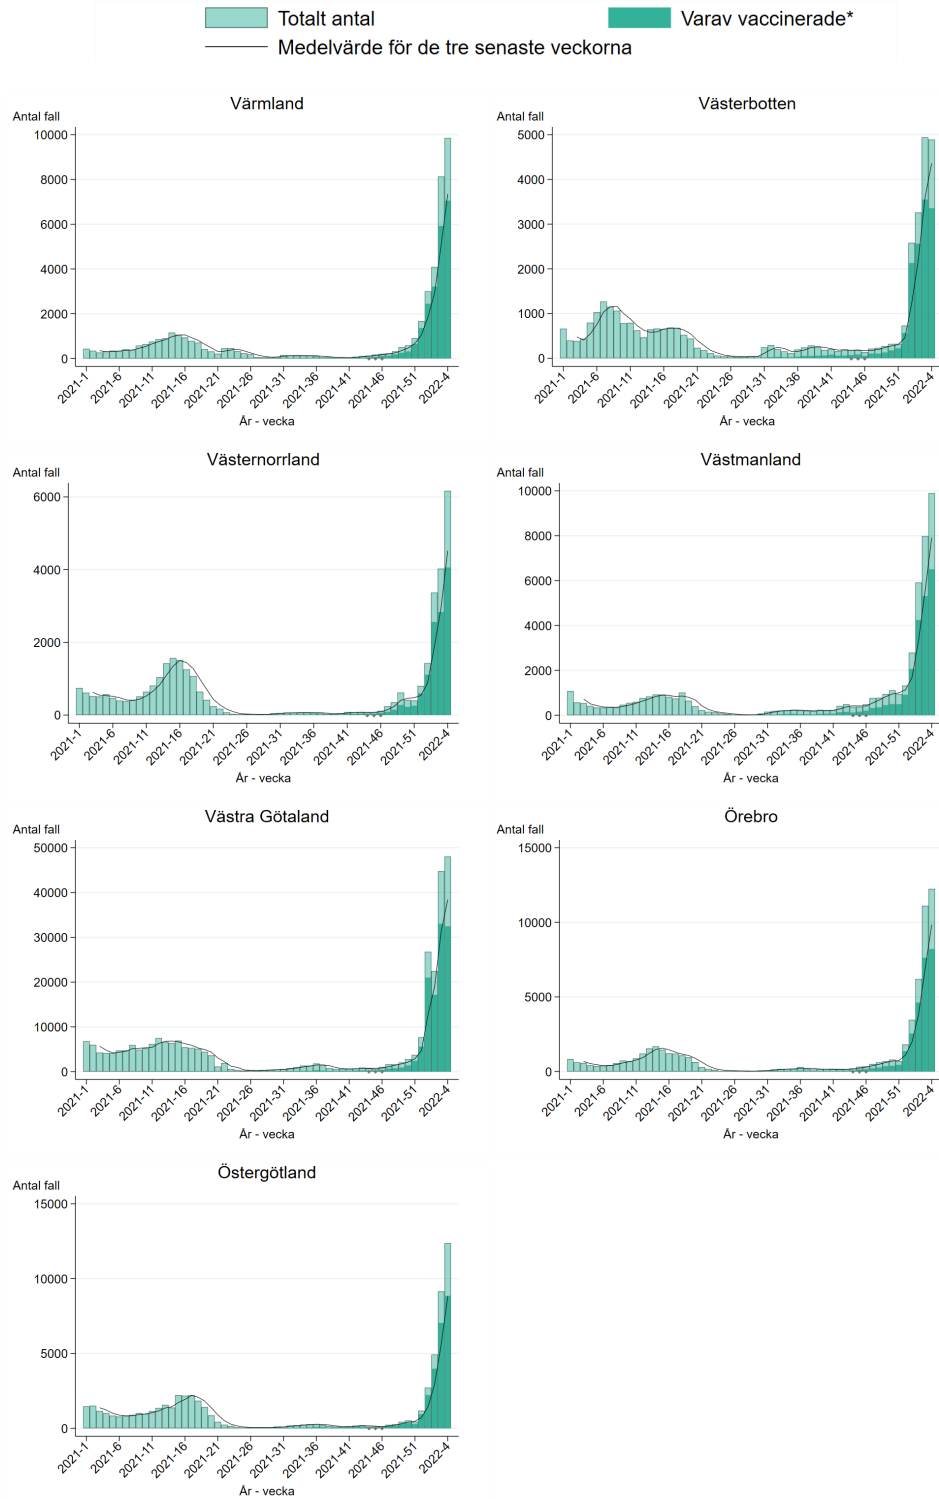 Totalt antal
Varav vaccinerade*
Medelvärde för de tre senaste veckorna
Värmland
Antal fall
10000
8000
6000
4000
2000
0
2021-1 2021-6 2021-11 2021-16 2021-21 2021-26 2021-31 2021-36 2021-41 2021-46 2021-51 2022-4
År - vecka
Västerbotten
Antal fall
5000
4000
3000
2000
1000
0
2021-1 2021-6 2021-11 2021-16 2021-21 2021-26 2021-31 2021-36 2021-41 2021-46 2021-51 2022-4
År - vecka
Västernorrland
Antal fall
6000
4000
2000
0
2021-1 2021-6 2021-11 2021-16 2021-21 2021-26 2021-31 2021-36 2021-41 2021-46 2021-51 2022-4
År - vecka
Västmanland
Antal fall
10000
8000
6000
4000
2000
0
2021-1 2021-6 2021-11 2021-16 2021-21 2021-26 2021-31 2021-36 2021-41 2021-46 2021-51 2022-4
År - vecka
Västra Götaland
Antal fall
50000
40000
30000
20000
10000
0
2021-1 2021-6 2021-11 2021-16 2021-21 2021-26 2021-31 2021-36 2021-41 2021-46 2021-51 2022-4
År - vecka
Örebro
Antal fall
15000
10000
5000
0
2021-1 2021-6 2021-11 2021-16 2021-21 2021-26 2021-31 2021-36 2021-41 2021-46 2021-51 2022-4
År - vecka
Östergötland
Antal fall
15000
10000
5000
0
2021-1 2021-6 2021-11 2021-16 2021-21 2021-26 2021-31 2021-36 2021-41 2021-46 2021-51 2022-4
År - vecka